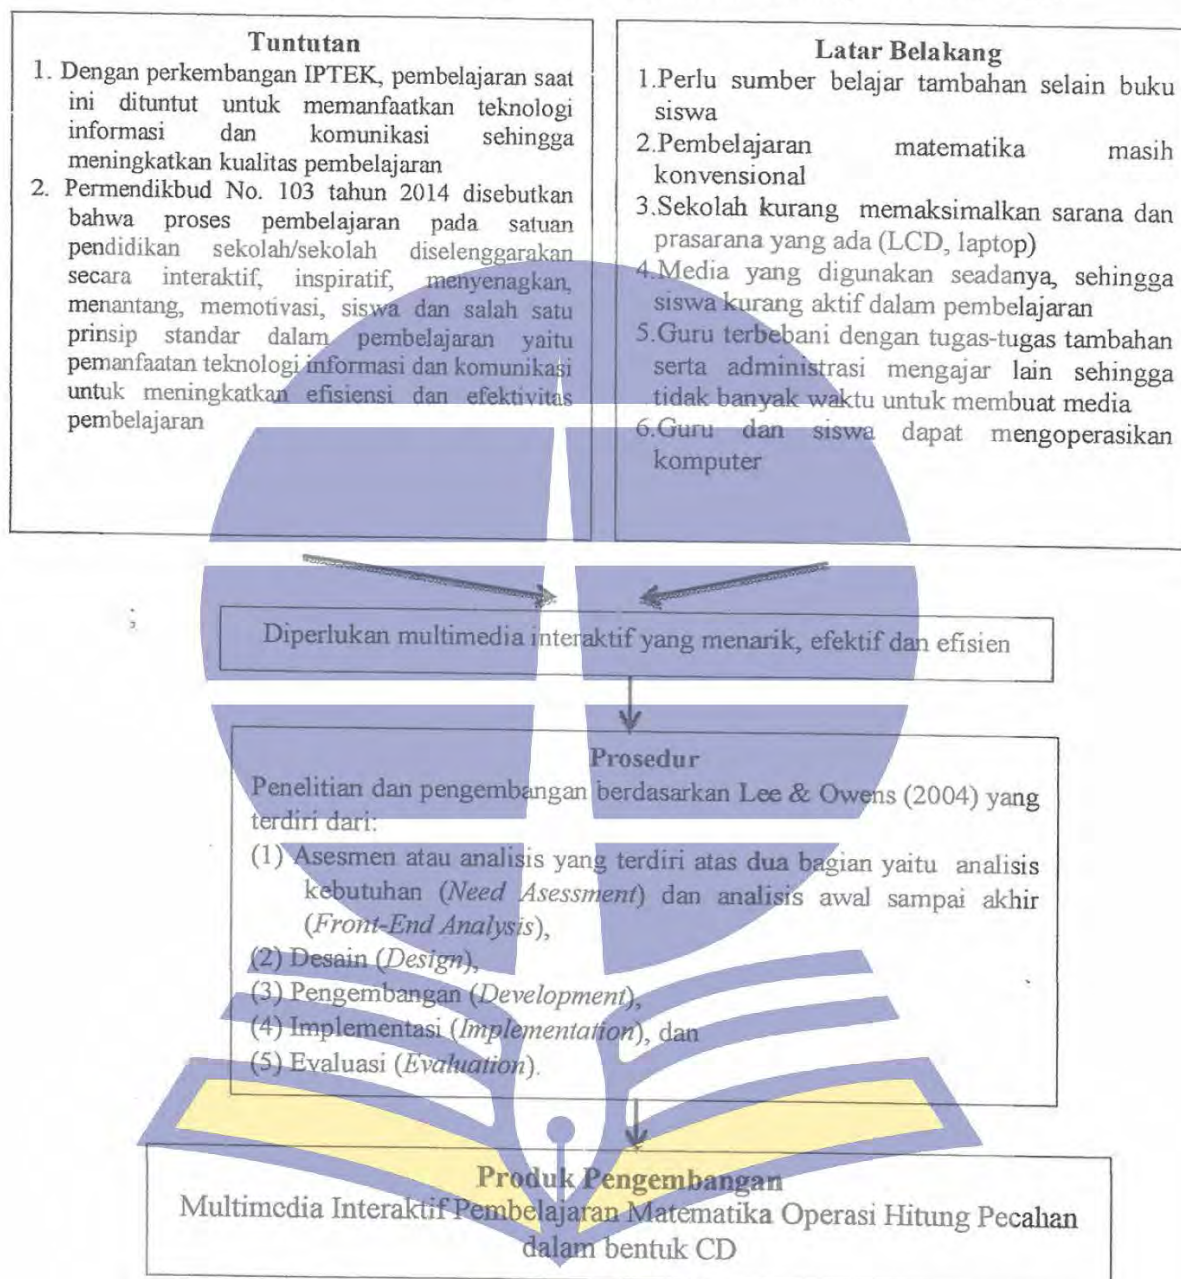 Tuntutan
1. Dengan perkembangan IPTEK, pembelajaran saat
ini dituntut untuk memanfaatkan teknologi
informasi dan komunikasi sehingga
meningkatkan kualitas pembelajaran
2. Permendikbud No. 103 tahun 2014 disebutkan
bahwa proses pembelajaran pada satuan
pendidikan sekolah/sekolah diselenggarakan
secara interaktif, inspiratif, menyenagkan,
menantang, memotivasi, siswa dan salah satu
prinsip standar dalam pembelajaran yaitu
pemanfaatan teknologi informasi dan komunikasi
untuk meningkatkan efisiensi dan efektivitas
pembelajaran
Latar Belakang
1.Perlu sumber belajar tambahan selain buku
siswa
2.Pembelajaran matematika masih
konvensional
3.Sekolah kurang memaksimalkan sarana dan
prasarana yang ada (LCD, laptop)
4.Media yang digunakan seadanya, sehingga
siswa kurang aktif dalam pembelajaran
5.Guru terbebani dengan tugas-tugas tambahan
serta administrasi mengajar lain sehingga
tidak banyak waktu untuk membuat media
6.Guru dan siswa dapat mengoperasikan
komputer
;
Diperlukan multimedia interaktif yang menarik, efektif dan efisien
Prosedur
Penelitian dan pengembangan berdasarkan Lee & Owens (2004) yang
terdiri dari:
(1) Asesmen atau analisis yang terdiri atas dua bagian yaitu analisis
kebutuhan (Need Asessment) dan analisis awal sampai akhir
(Front-End Analysis),
(2) Desain (Design),
(3) Pengembangan (Development),
(4) Implementasi (Implementation), dan
(5) Evaluasi (Evaluation).
Produk Pengembangan
Multimedia Interaktif Pembelajaran Matematika Operasi Hitung Pecahan
dalam bentuk CD